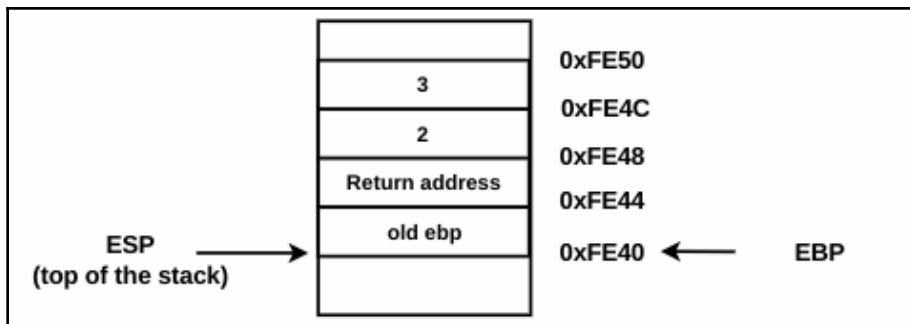 0xFE50
3
0xFE4C
2
0xFE48
Return address
0xFE44
old ebp
ESP
(top of the stack)
0xFE40
EBP